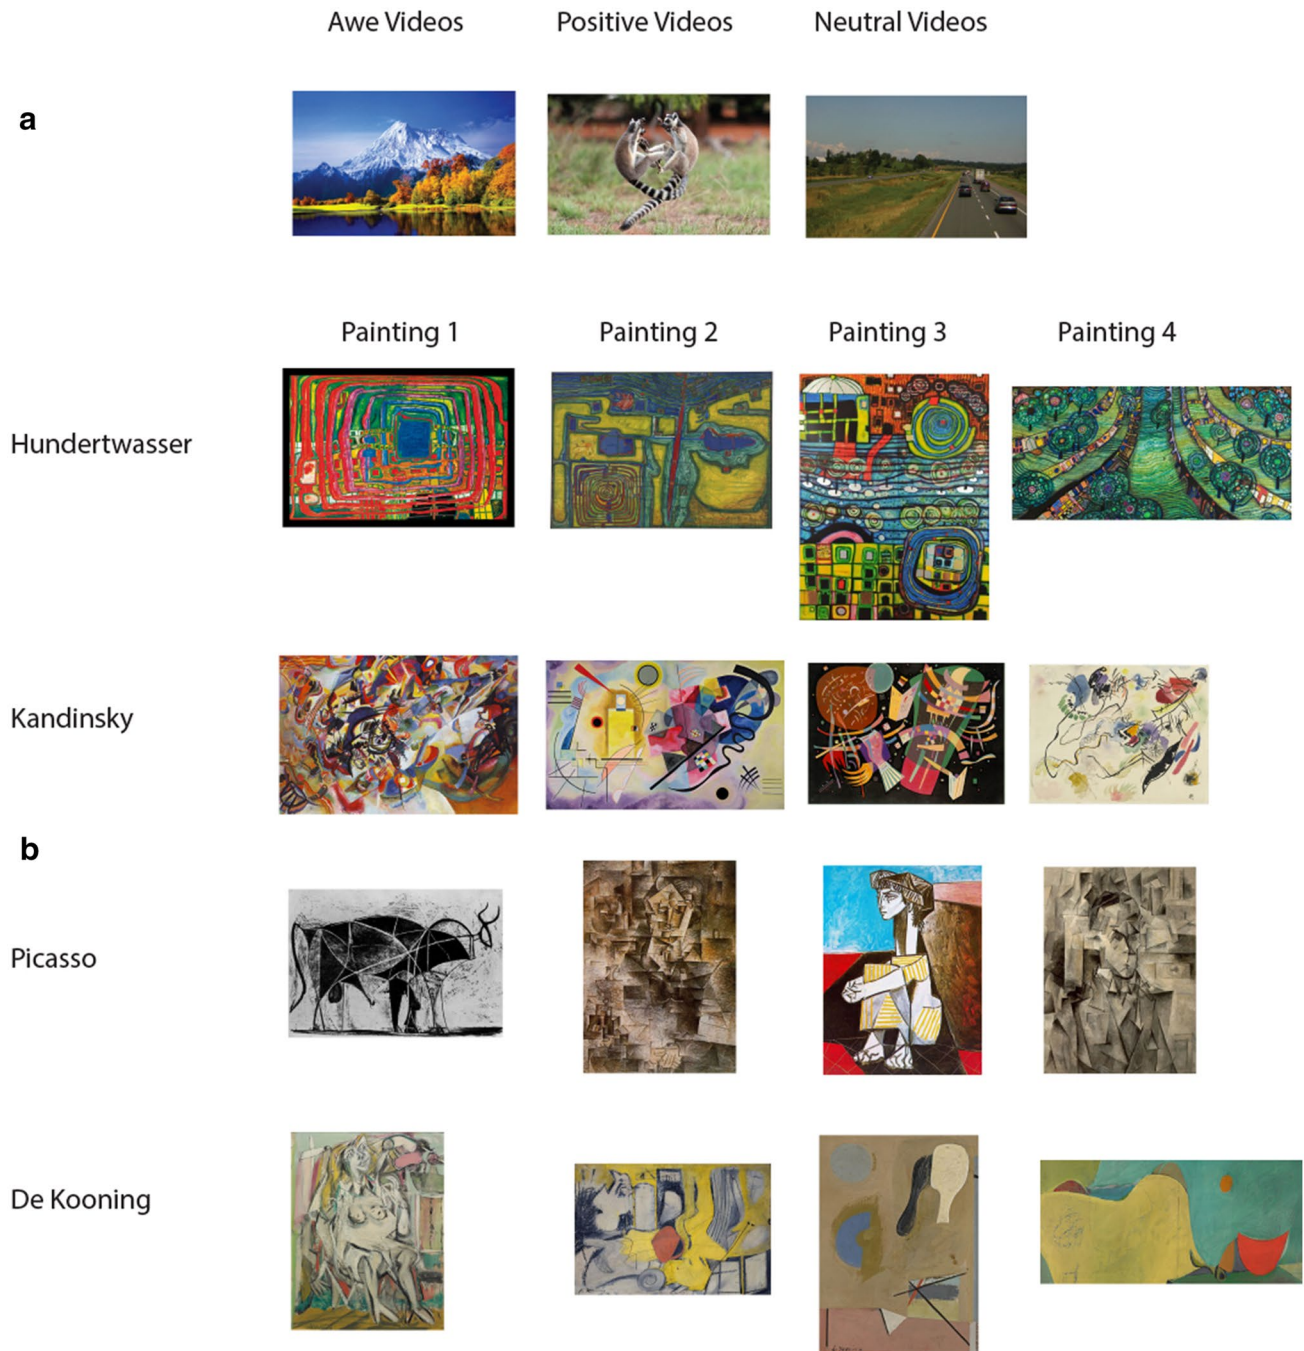 Awe Videos Positive Videos Neutral Videos
a
Painting 1 Painting 2 Painting 3 Painting 4
Hundertwasser
Kandinsky
b
Picasso
De Kooning